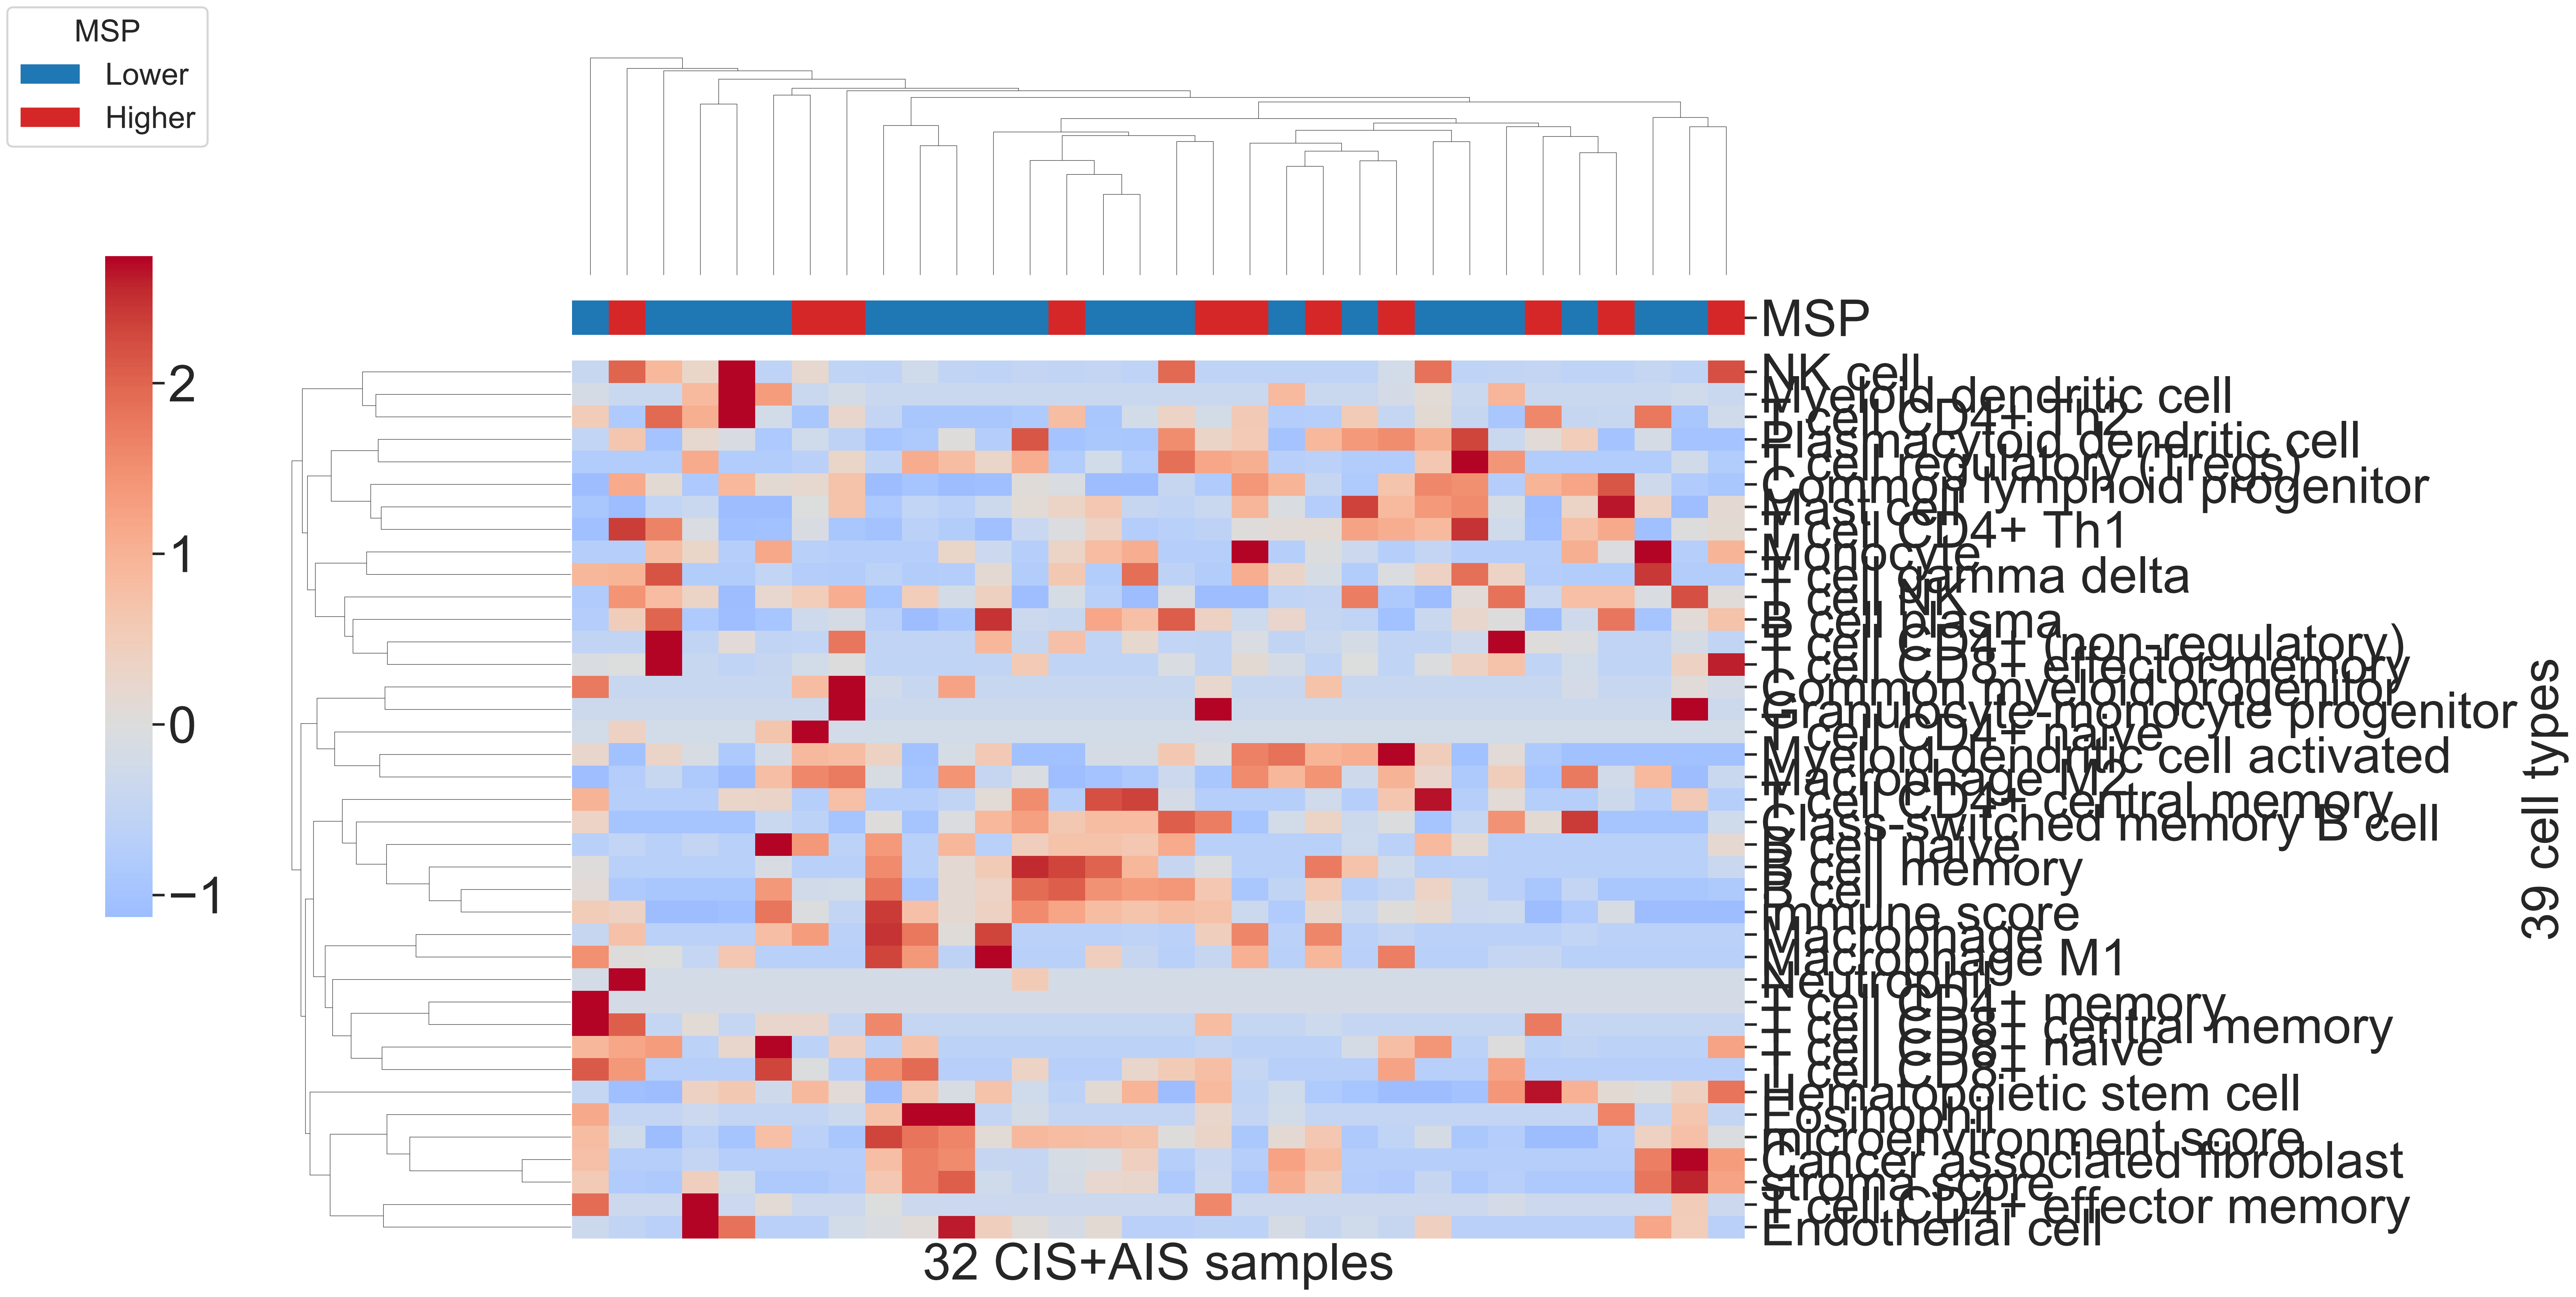 MSP
Lower
Higher
2
1
0
−1
MSP
NK cell
Myeloid dendritic cell
T cell CD4+ Th2
Plasmacytoid dendritic cell
T cell regulatory (Tregs)
Common lymphoid progenitor
Mast cell
T cell CD4+ Th1
Monocyte
T cell gamma delta
T cell NK
B cell plasma
T cell CD4+ (non-regulatory)
T cell CD8+ effector memory
Common myeloid progenitor
Granulocyte-monocyte progenitor
T cell CD4+ naive
Myeloid dendritic cell activated
Macrophage M2
T cell CD4+ central memory
Class-switched memory B cell
B cell naive
B cell memory
B cell
immune score
Macrophage
Macrophage M1
Neutrophil
T cell CD4+ memory
T cell CD8+ central memory
T cell CD8+ naive
T cell CD8+
Hematopoietic stem cell
Eosinophil
microenvironment score
Cancer associated fibroblast
stroma score
T cell CD4+ effector memory
Endothelial cell
39 cell types
32 CIS+AIS samples